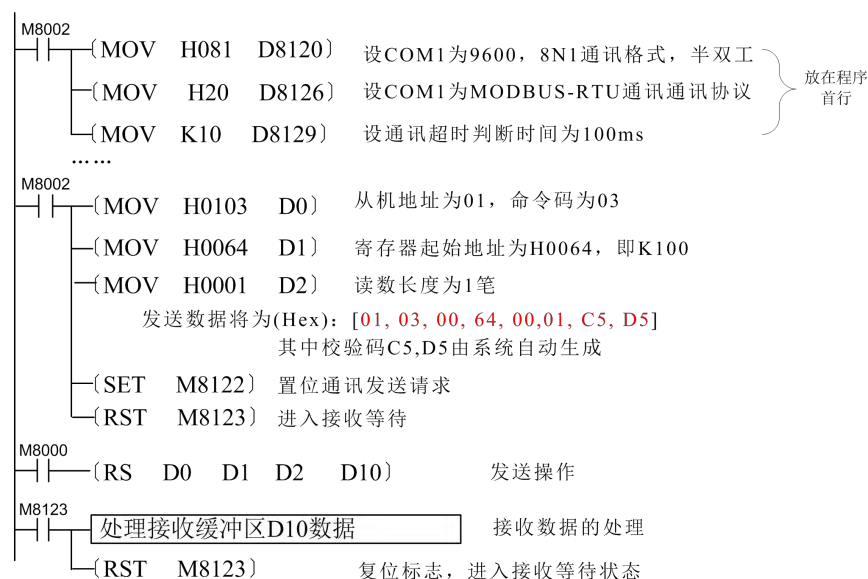 M8002
MOV H081 D8120 设COM1为9600，8N1通讯格式，半双工
MOV H20 D8126 设COM1为MODBUS-RTU通讯通讯协议
放在程序
首行
MOV K10 D8129 设通讯超时判断时间为100ms
……
M8002
MOV H0103 D0 从机地址为01，命令码为03
MOV H0064 D1 寄存器起始地址为H0064，即K100
MOV H0001 D2 读数长度为1笔
发送数据将为(Hex)：[01, 03, 00, 64, 00,01, C5, D5]
其中校验码C5,D5由系统自动生成
SET M8122 置位通讯发送请求
RST M8123 进入接收等待
M8000
RS D0 D1 D2 D10 发送操作
M8123
处理接收缓冲区D10数据 接收数据的处理
RST M8123 复位标志，进入接收等待状态